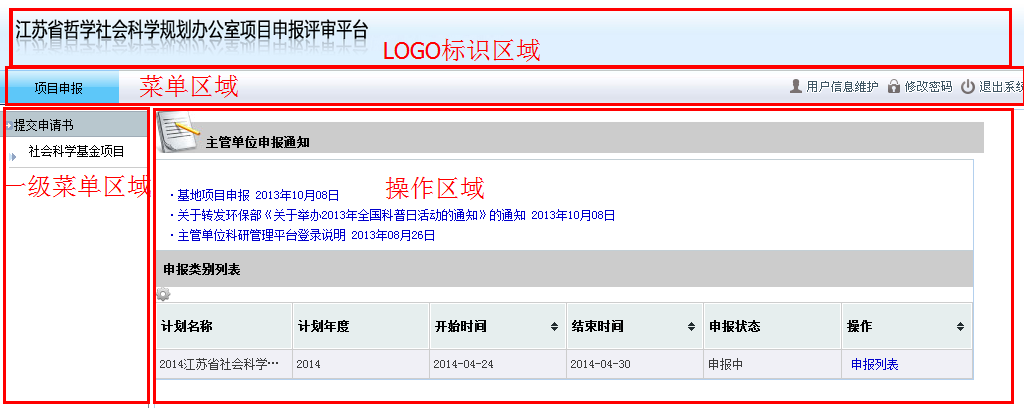 江苏省哲学社会科学规划办公室项目申报评审平台
LOGO标识区域
项目申报 菜单区域 用户信息维护 修改密码 退出系统
提交申请书
社会科学基金项目
一级菜单区域
主管单位申报通知
操作区域
· 基地项目申报 2013年10月08日
· 关于转发环保部《关于举办2013年全国科普日活动的通知》的通知 2013年10月08日
· 主管单位科研管理平台登录说明 2013年08月26日
申报类别列表
计划名称 计划年度 开始时间 结束时间 申报状态 操作
2014江苏省社会科学… 2014 2014-04-24 2014-04-30 申报中 申报列表